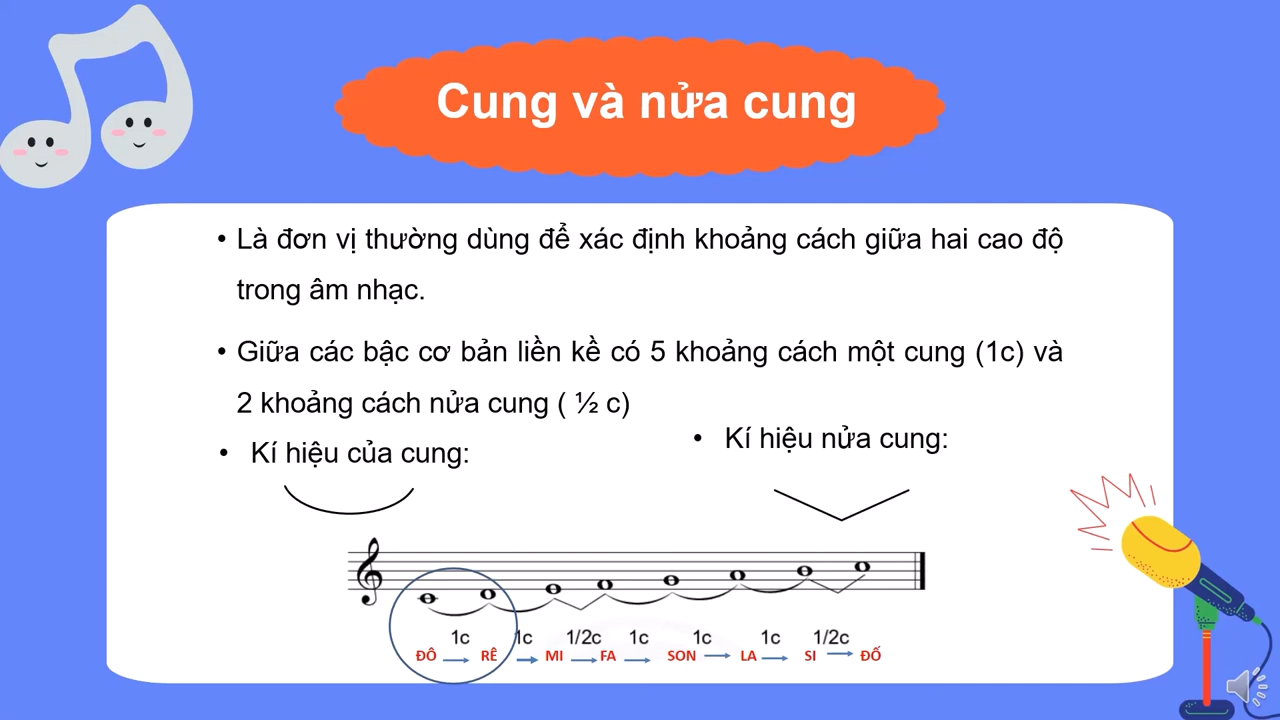 Cung và nửa cung
• Là đơn vị thường dùng để xác định khoảng cách giữa hai cao độ
trong âm nhạc.
• Giữa các bậc cơ bản liền kề có 5 khoảng cách một cung (1c) và
2 khoảng cách nửa cung ( ½ c)
• Kí hiệu của cung:
• Kí hiệu nửa cung:
1c 1c 1/2c 1c 1c 1c 1/2c
ĐÔ RÊ MI FA SON LA SI ĐỐ